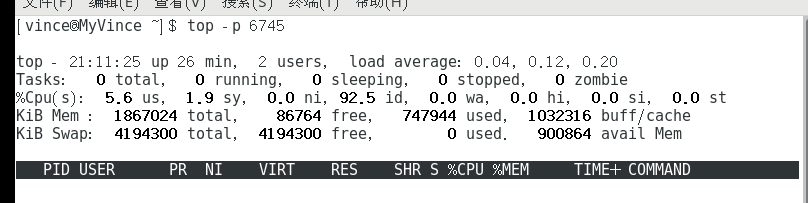 文件(F) 编辑(E) 查看(V) 搜索(S) 终端(T) 帮助(H)
[vince@MyVince ~]$ top -p 6745
top - 21:11:25 up 26 min,  2 users,  load average: 0.04, 0.12, 0.20
Tasks:   0 total,   0 running,   0 sleeping,   0 stopped,   0 zombie
%Cpu(s):  5.6 us,  1.9 sy,  0.0 ni, 92.5 id,  0.0 wa,  0.0 hi,  0.0 si,  0.0 st
KiB Mem :  1867024 total,    86764 free,   747944 used,  1032316 buff/cache
KiB Swap:  4194300 total,  4194300 free,        0 used.   900864 avail Mem
PID USER      PR  NI    VIRT    RES    SHR S %CPU %MEM     TIME+ COMMAND